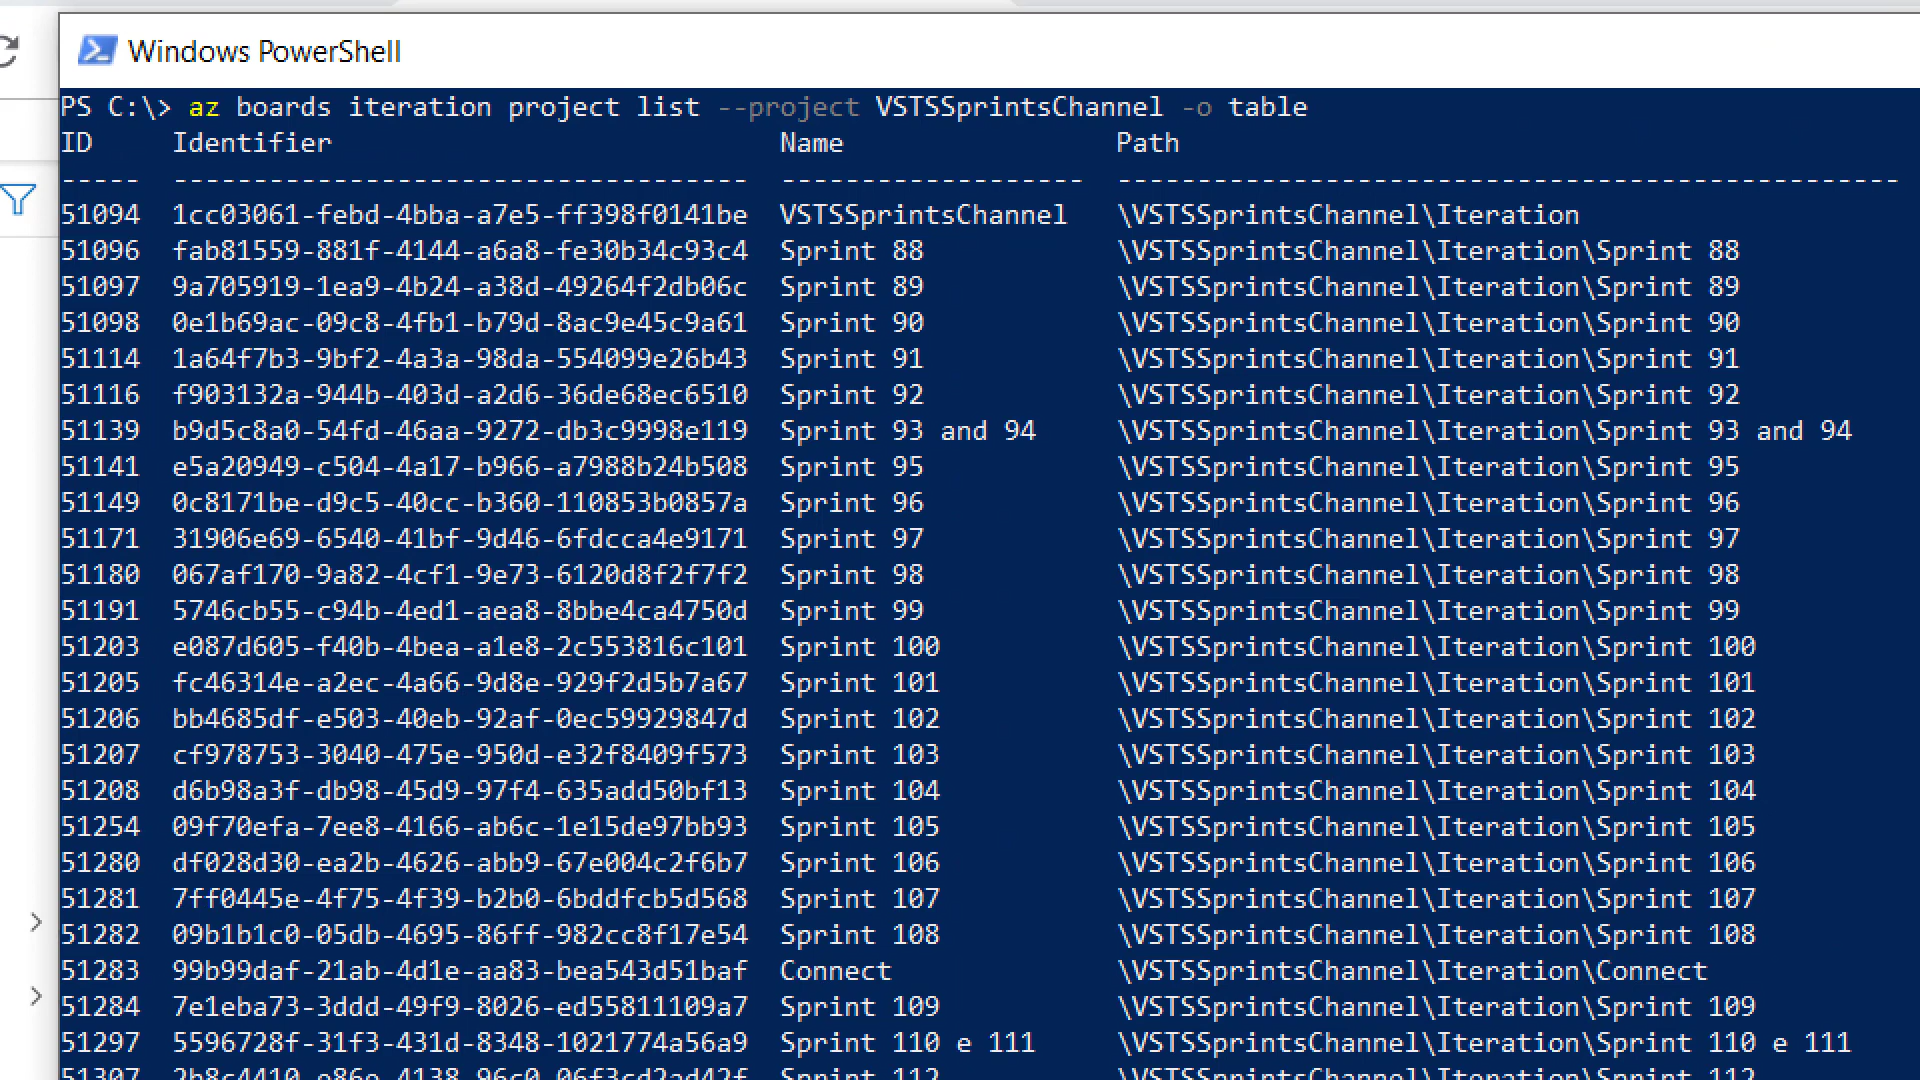 Windows PowerShell
PS C:\> az boards iteration project list --project VSTSSprintsChannel -o table
ID Identifier Name Path
----- ------------------------------------ ------------------- -------------------------------------------------
51094 1cc03061-febd-4bba-a7e5-ff398f0141be VSTSSprintsChannel \VSTSSprintsChannel\Iteration
51096 fab81559-881f-4144-a6a8-fe30b34c93c4 Sprint 88 \VSTSSprintsChannel\Iteration\Sprint 88
51097 9a705919-1ea9-4b24-a38d-49264f2db06c Sprint 89 \VSTSSprintsChannel\Iteration\Sprint 89
51098 0e1b69ac-09c8-4fb1-b79d-8ac9e45c9a61 Sprint 90 \VSTSSprintsChannel\Iteration\Sprint 90
51114 1a64f7b3-9bf2-4a3a-98da-554099e26b43 Sprint 91 \VSTSSprintsChannel\Iteration\Sprint 91
51116 f903132a-944b-403d-a2d6-36de68ec6510 Sprint 92 \VSTSSprintsChannel\Iteration\Sprint 92
51139 b9d5c8a0-54fd-46aa-9272-db3c9998e119 Sprint 93 and 94 \VSTSSprintsChannel\Iteration\Sprint 93 and 94
51141 e5a20949-c504-4a17-b966-a7988b24b508 Sprint 95 \VSTSSprintsChannel\Iteration\Sprint 95
51149 0c8171be-d9c5-40cc-b360-110853b0857a Sprint 96 \VSTSSprintsChannel\Iteration\Sprint 96
51171 31906e69-6540-41bf-9d46-6fdcca4e9171 Sprint 97 \VSTSSprintsChannel\Iteration\Sprint 97
51180 067af170-9a82-4cf1-9e73-6120d8f2f7f2 Sprint 98 \VSTSSprintsChannel\Iteration\Sprint 98
51191 5746cb55-c94b-4ed1-aea8-8bbe4ca4750d Sprint 99 \VSTSSprintsChannel\Iteration\Sprint 99
51203 e087d605-f40b-4bea-a1e8-2c553816c101 Sprint 100 \VSTSSprintsChannel\Iteration\Sprint 100
51205 fc46314e-a2ec-4a66-9d8e-929f2d5b7a67 Sprint 101 \VSTSSprintsChannel\Iteration\Sprint 101
51206 bb4685df-e503-40eb-92af-0ec59929847d Sprint 102 \VSTSSprintsChannel\Iteration\Sprint 102
51207 cf978753-3040-475e-950d-e32f8409f573 Sprint 103 \VSTSSprintsChannel\Iteration\Sprint 103
51208 d6b98a3f-db98-45d9-97f4-635add50bf13 Sprint 104 \VSTSSprintsChannel\Iteration\Sprint 104
51254 09f70efa-7ee8-4166-ab6c-1e15de97bb93 Sprint 105 \VSTSSprintsChannel\Iteration\Sprint 105
51280 df028d30-ea2b-4626-abb9-67e004c2f6b7 Sprint 106 \VSTSSprintsChannel\Iteration\Sprint 106
51281 7ff0445e-4f75-4f39-b2b0-6bddfcb5d568 Sprint 107 \VSTSSprintsChannel\Iteration\Sprint 107
51282 09b1b1c0-05db-4695-86ff-982cc8f17e54 Sprint 108 \VSTSSprintsChannel\Iteration\Sprint 108
51283 99b99daf-21ab-4d1e-aa83-bea543d51baf Connect \VSTSSprintsChannel\Iteration\Connect
51284 7e1eba73-3ddd-49f9-8026-ed55811109a7 Sprint 109 \VSTSSprintsChannel\Iteration\Sprint 109
51297 5596728f-31f3-431d-8348-1021774a56a9 Sprint 110 e 111 \VSTSSprintsChannel\Iteration\Sprint 110 e 111
51307 Sprint 112 \VSTSSprintsChannel\Iteration\Sprint 112